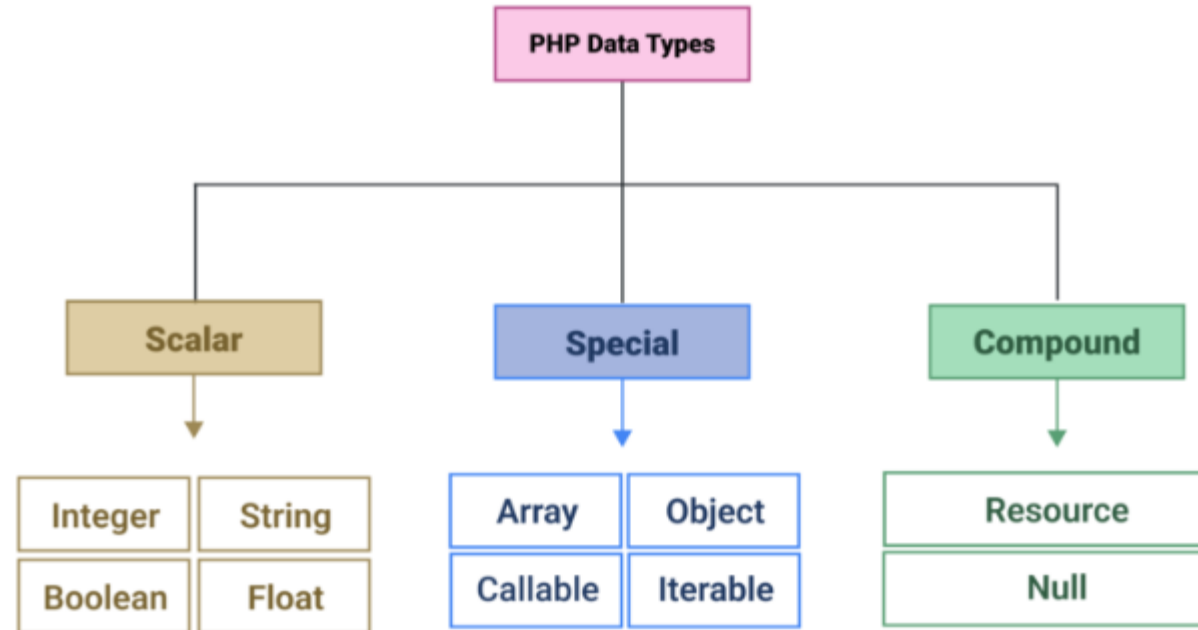 PHP Data Types
Scalar
Special
Compound
Integer
String
Boolean
Float
Array
Object
Callable
Iterable
Resource
Null